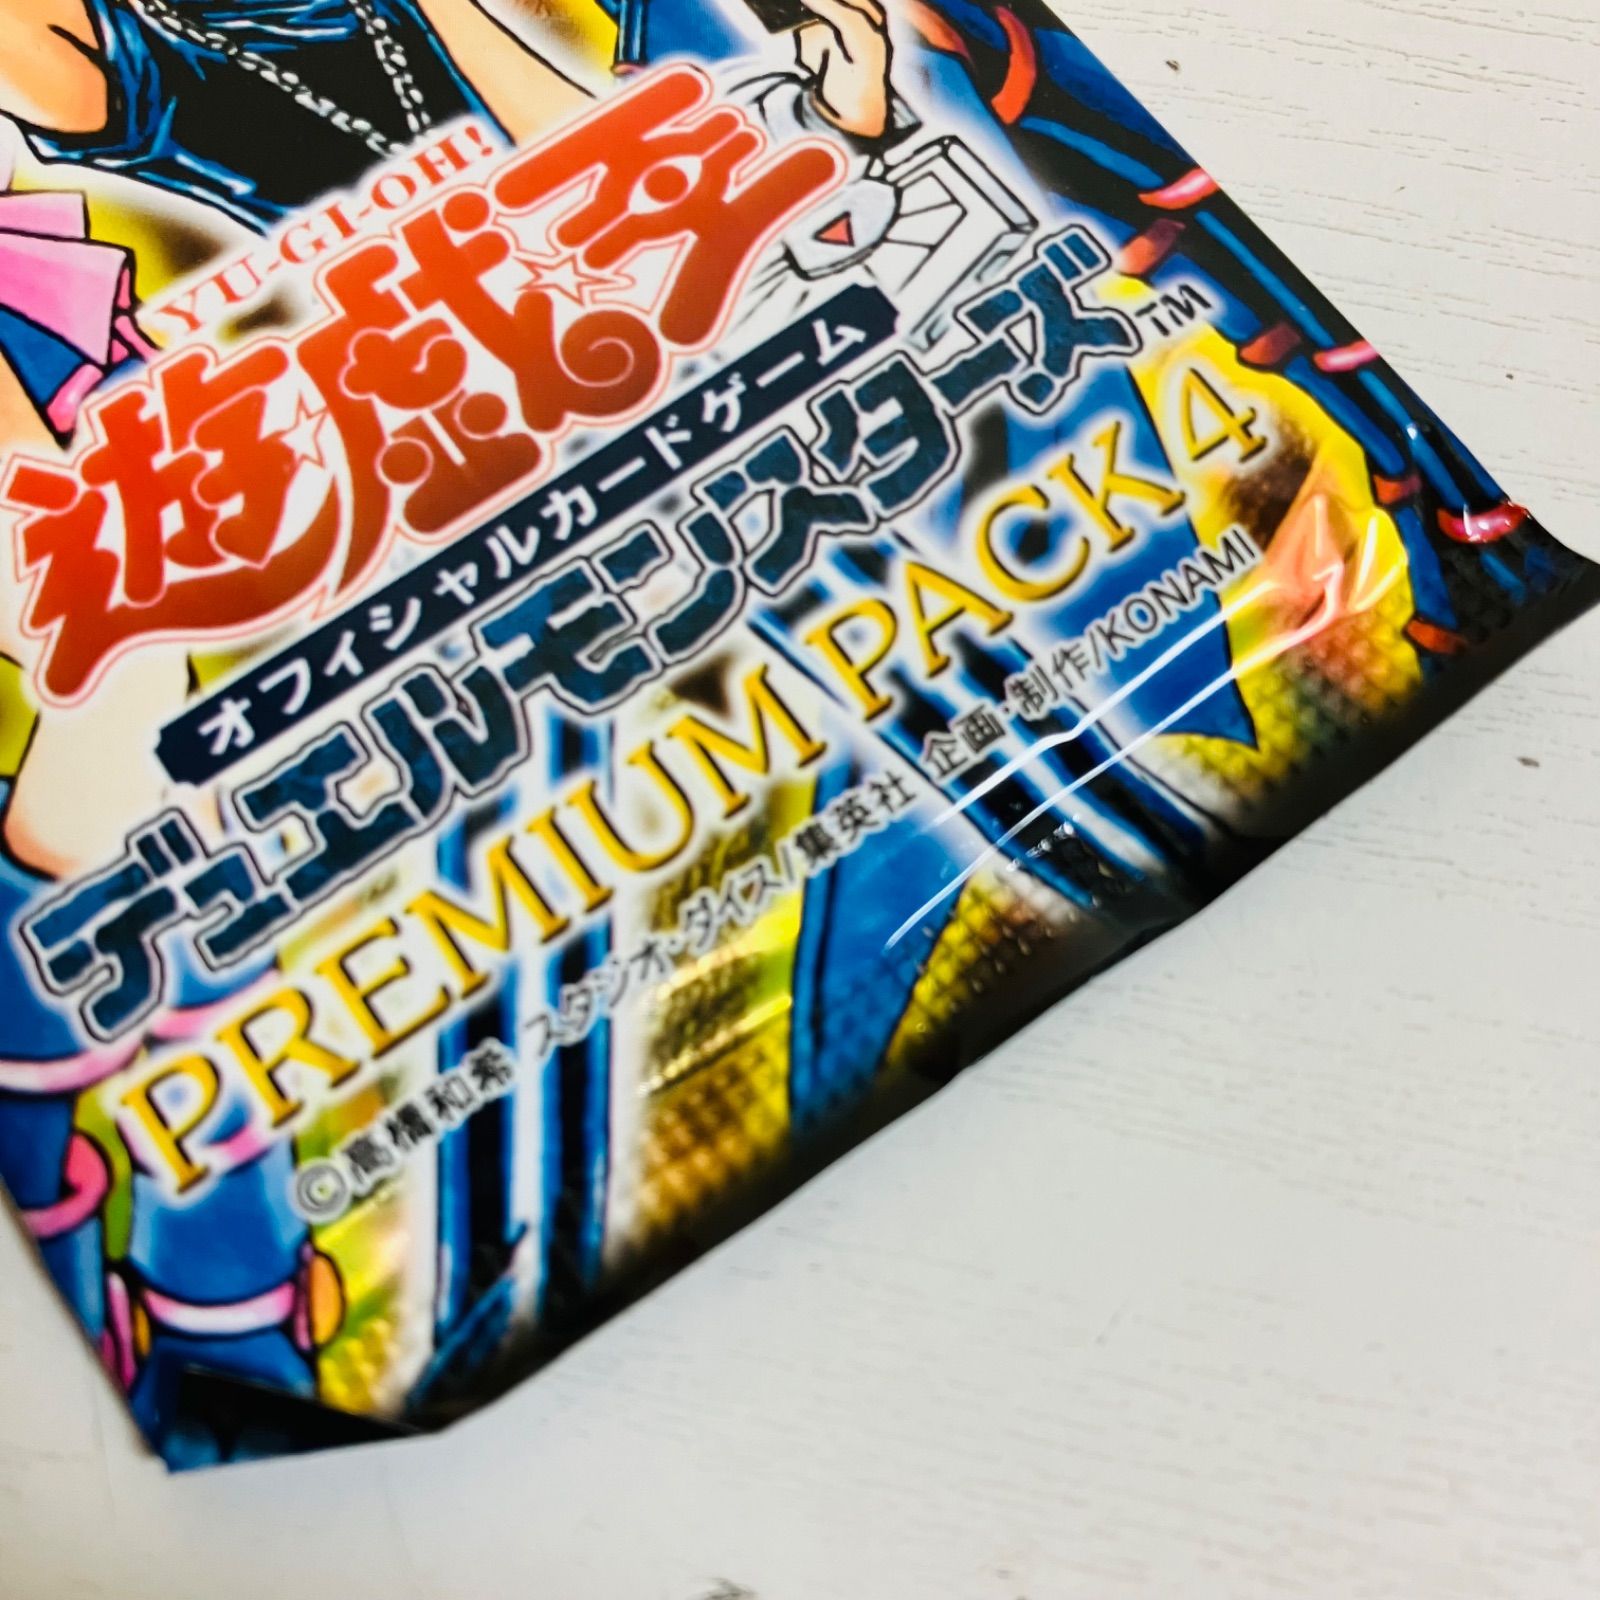 YU-GI-OH!
遊戯王
オフィシャルカードゲーム
デュエルモンスターズ™
PREMIUM PACK 4
©高橋和希 スタジオ・ダイス/集英社 企画・制作/KONAMI